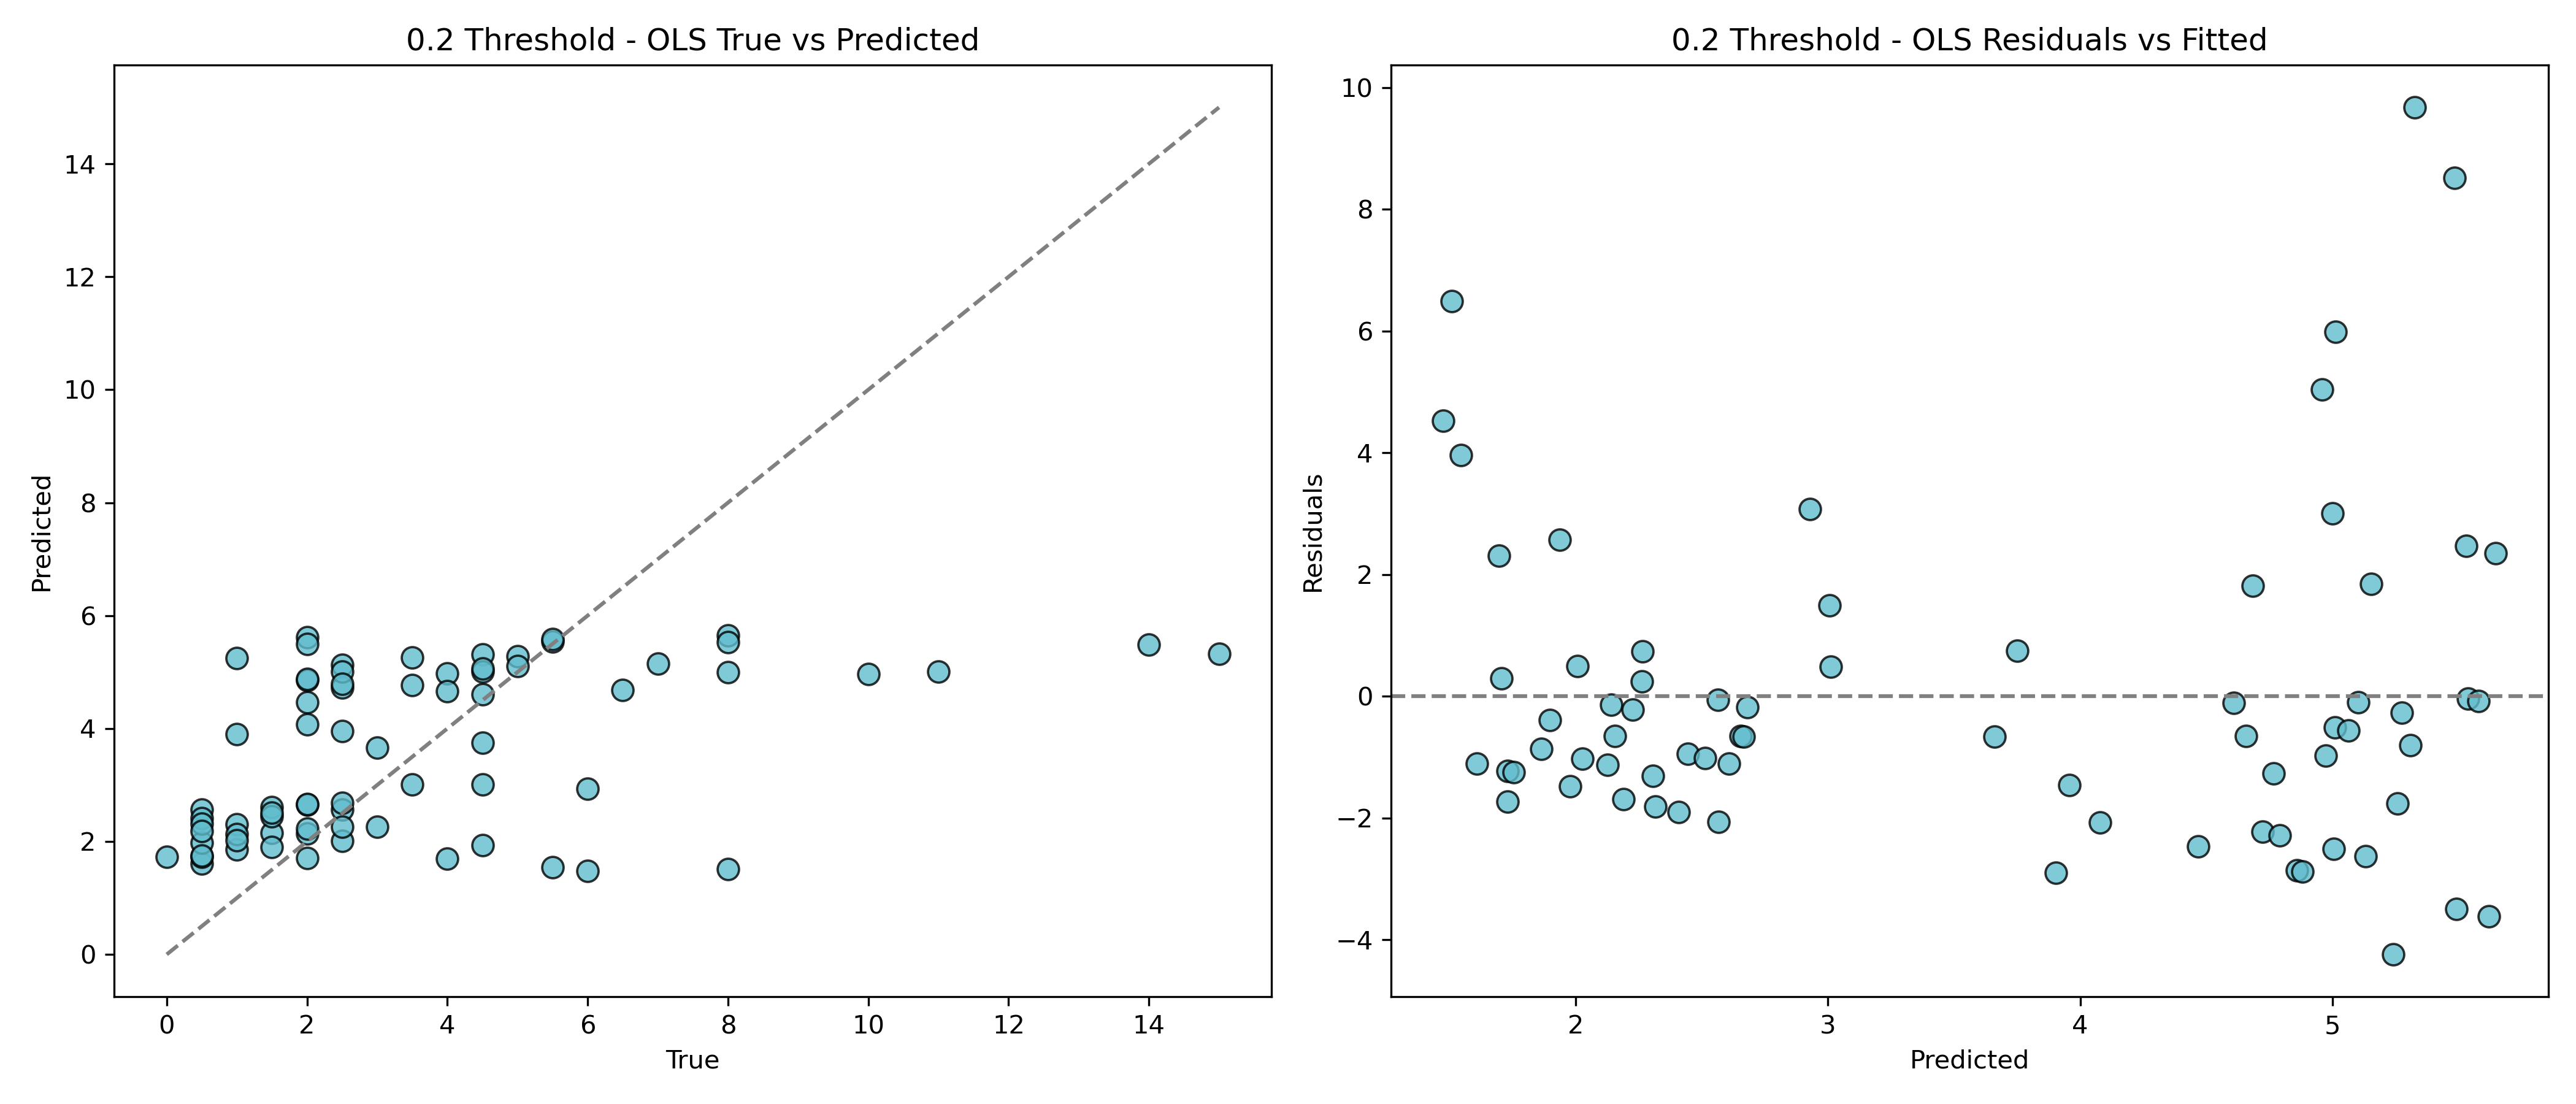 0.2 Threshold - OLS True vs Predicted
14
12
10
8
6
4
2
0
Predicted
0 2 4 6 8 10 12 14
True
0.2 Threshold - OLS Residuals vs Fitted
10
8
6
4
2
0
−2
−4
Residuals
2 3 4 5
Predicted